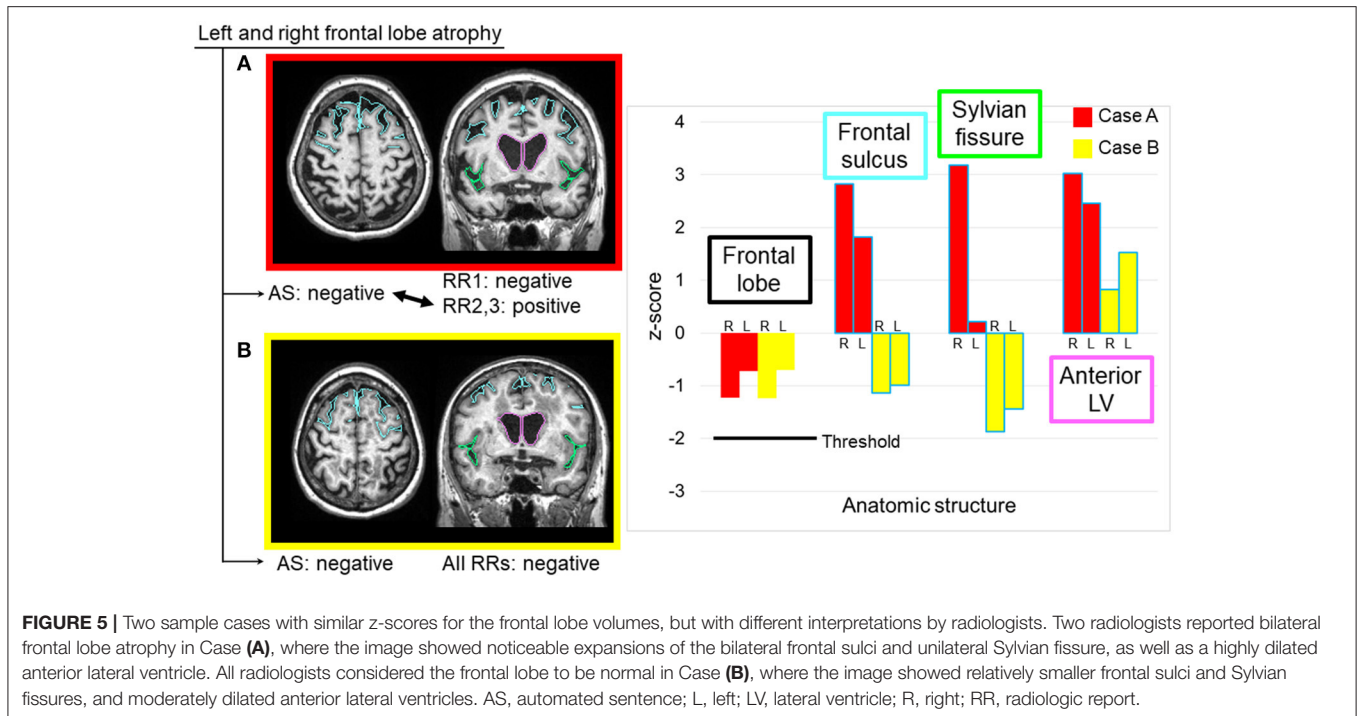 Left and right frontal lobe atrophy
A
AS: negative
RR1: negative
RR2,3: positive
B
AS: negative
All RRs: negative
4
3
2
1
0
-1
-2
-3
z-score
Frontal
lobe
Frontal
sulcus
Sylvian
fissure
Anterior
LV
Case A
Case B
R L R L
R L
R L
R L
R L
R L R L
Threshold
Anatomic structure
FIGURE 5 | Two sample cases with similar z-scores for the frontal lobe volumes, but with different interpretations by radiologists. Two radiologists reported bilateral
frontal lobe atrophy in Case (A), where the image showed noticeable expansions of the bilateral frontal sulci and unilateral Sylvian fissure, as well as a highly dilated
anterior lateral ventricle. All radiologists considered the frontal lobe to be normal in Case (B), where the image showed relatively smaller frontal sulci and Sylvian
fissures, and moderately dilated anterior lateral ventricles. AS, automated sentence; L, left; LV, lateral ventricle; R, right; RR, radiologic report.